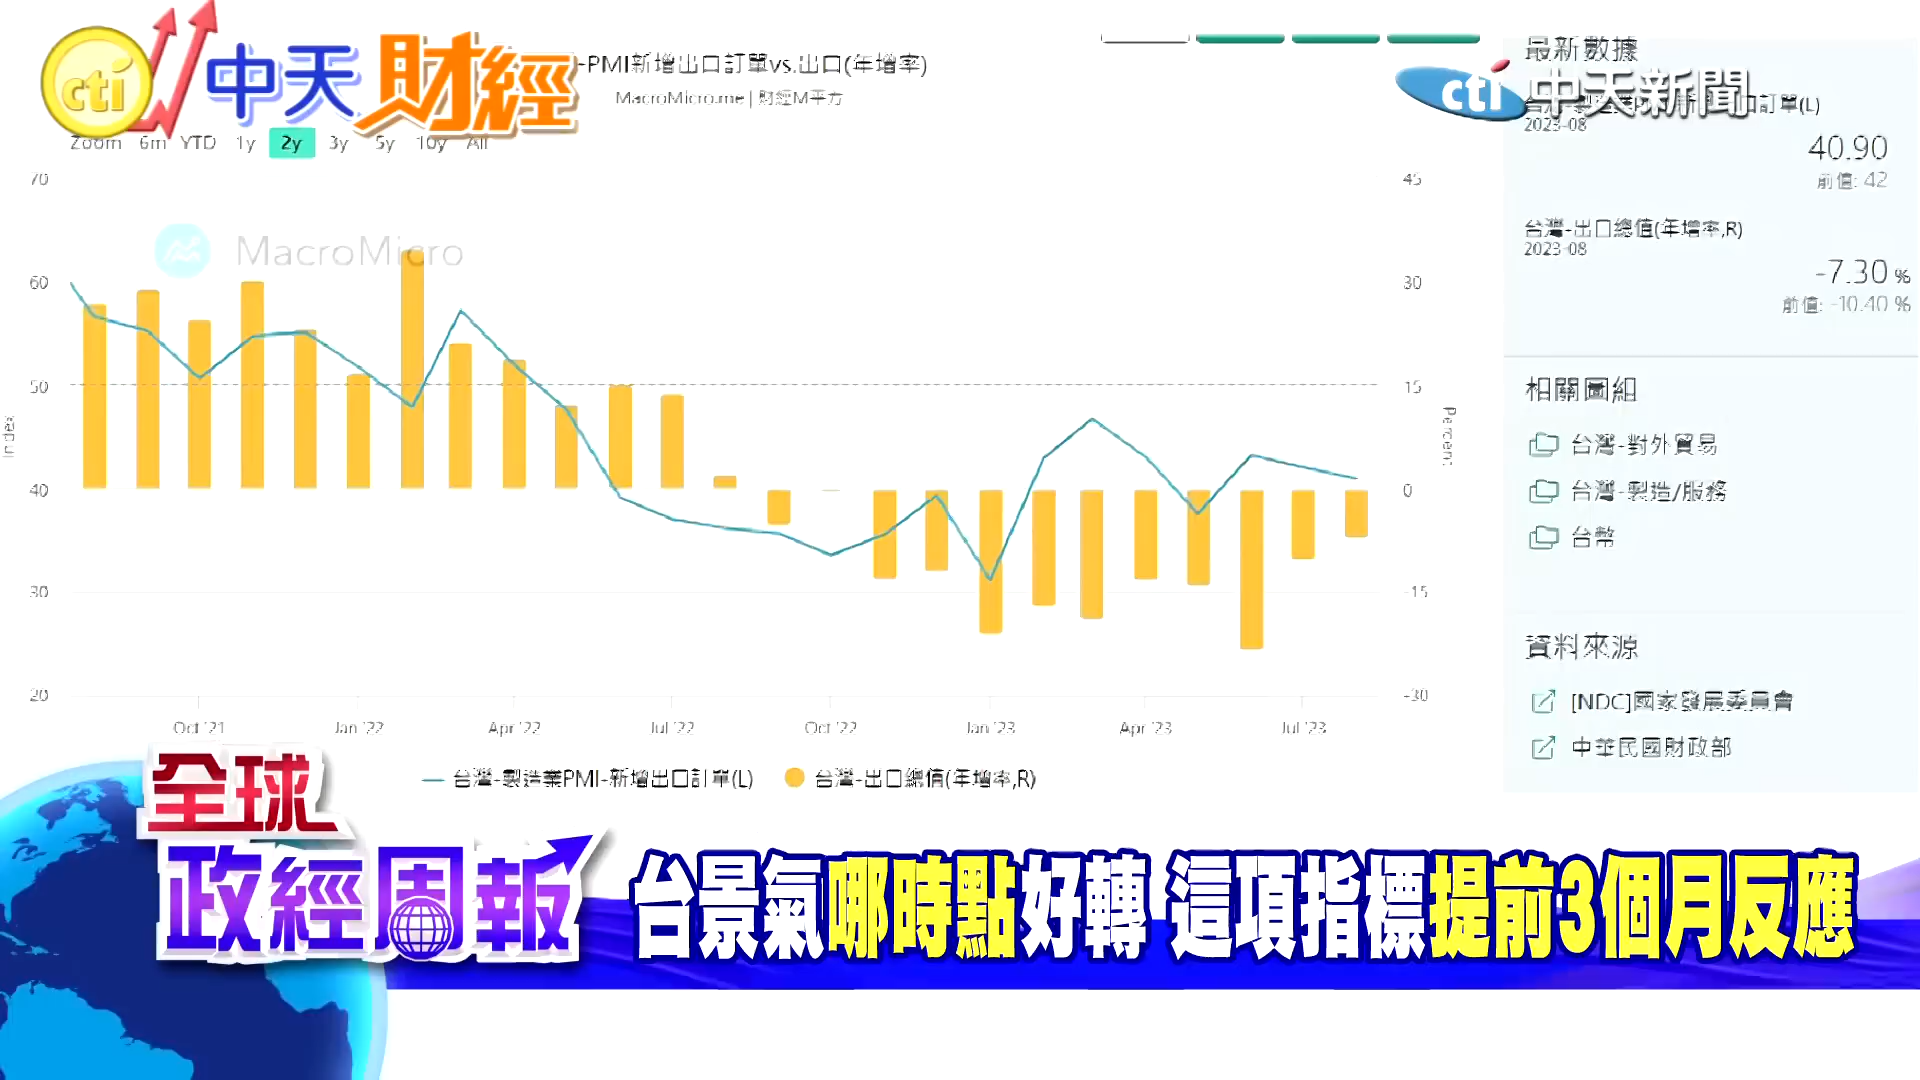 cti 中天財經
-PMI新增出口訂單vs.出口(年增率)
MacroMicro.me | 財經M平方
Zoom 6m YTD 1y 2y 3y 5y 10y All
cti 中天新聞
最新數據
口訂單(L)
2023-08
40.90
前值: 42
台灣-出口總值(年增率,R)
2023-08
-7.30 %
前值: -10.40 %
相關圖組
台灣-對外貿易
台灣-製造/服務
台幣
資料來源
[NDC]國家發展委員會
中華民國財政部
MacroMicro
70
60
50
40
30
20
Index
45
30
15
0
-15
-30
Percent
Oct '21 Jan '22 Apr '22 Jul '22 Oct '22 Jan '23 Apr '23 Jul '23
台灣-製造業PMI-新增出口訂單(L) 台灣-出口總值(年增率,R)
全球
政經周報
台景氣哪時點好轉 這項指標提前3個月反應